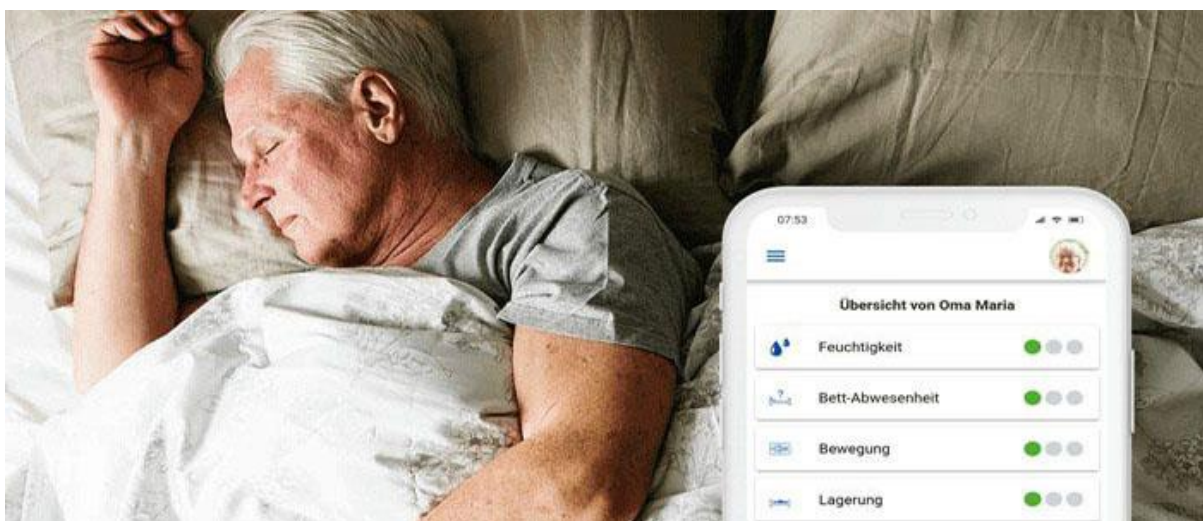 07:53
Übersicht von Oma Maria
Feuchtigkeit
Bett-Abwesenheit
Bewegung
Lagerung